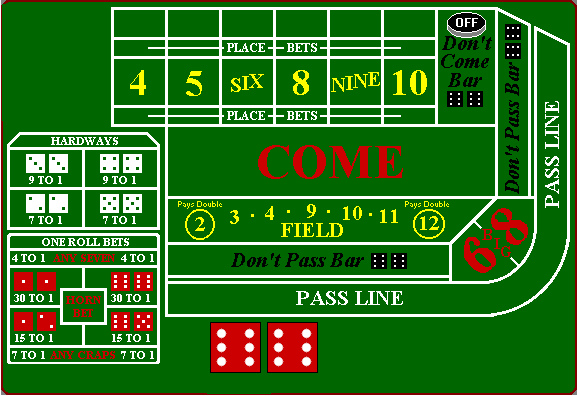 OFF
Don't
Come
Bar
Don't Pass Bar
PASS LINE
PLACE BETS
4 5 SIX 8 NINE 10
PLACE BETS
COME
HARDWAYS
9 TO 1 9 TO 1
7 TO 1 7 TO 1
Pays Double Pays Double
2 3 · 4 · 9 · 10 · 11 12
FIELD
6 BIG 8
ONE ROLL BETS
4 TO 1 ANY SEVEN 4 TO 1
30 TO 1 30 TO 1
HORN
BET
15 TO 1 15 TO 1
7 TO 1 ANY CRAPS 7 TO 1
Don't Pass Bar
PASS LINE